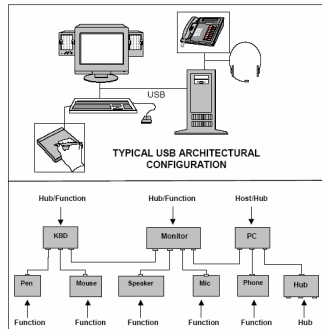 USB
TYPICAL USB ARCHITECTURAL
CONFIGURATION
Hub/Function Hub/Function Host/Hub
KBD Monitor PC
Pen Mouse Speaker Mic Phone Hub
Function Function Function Function Function Hub